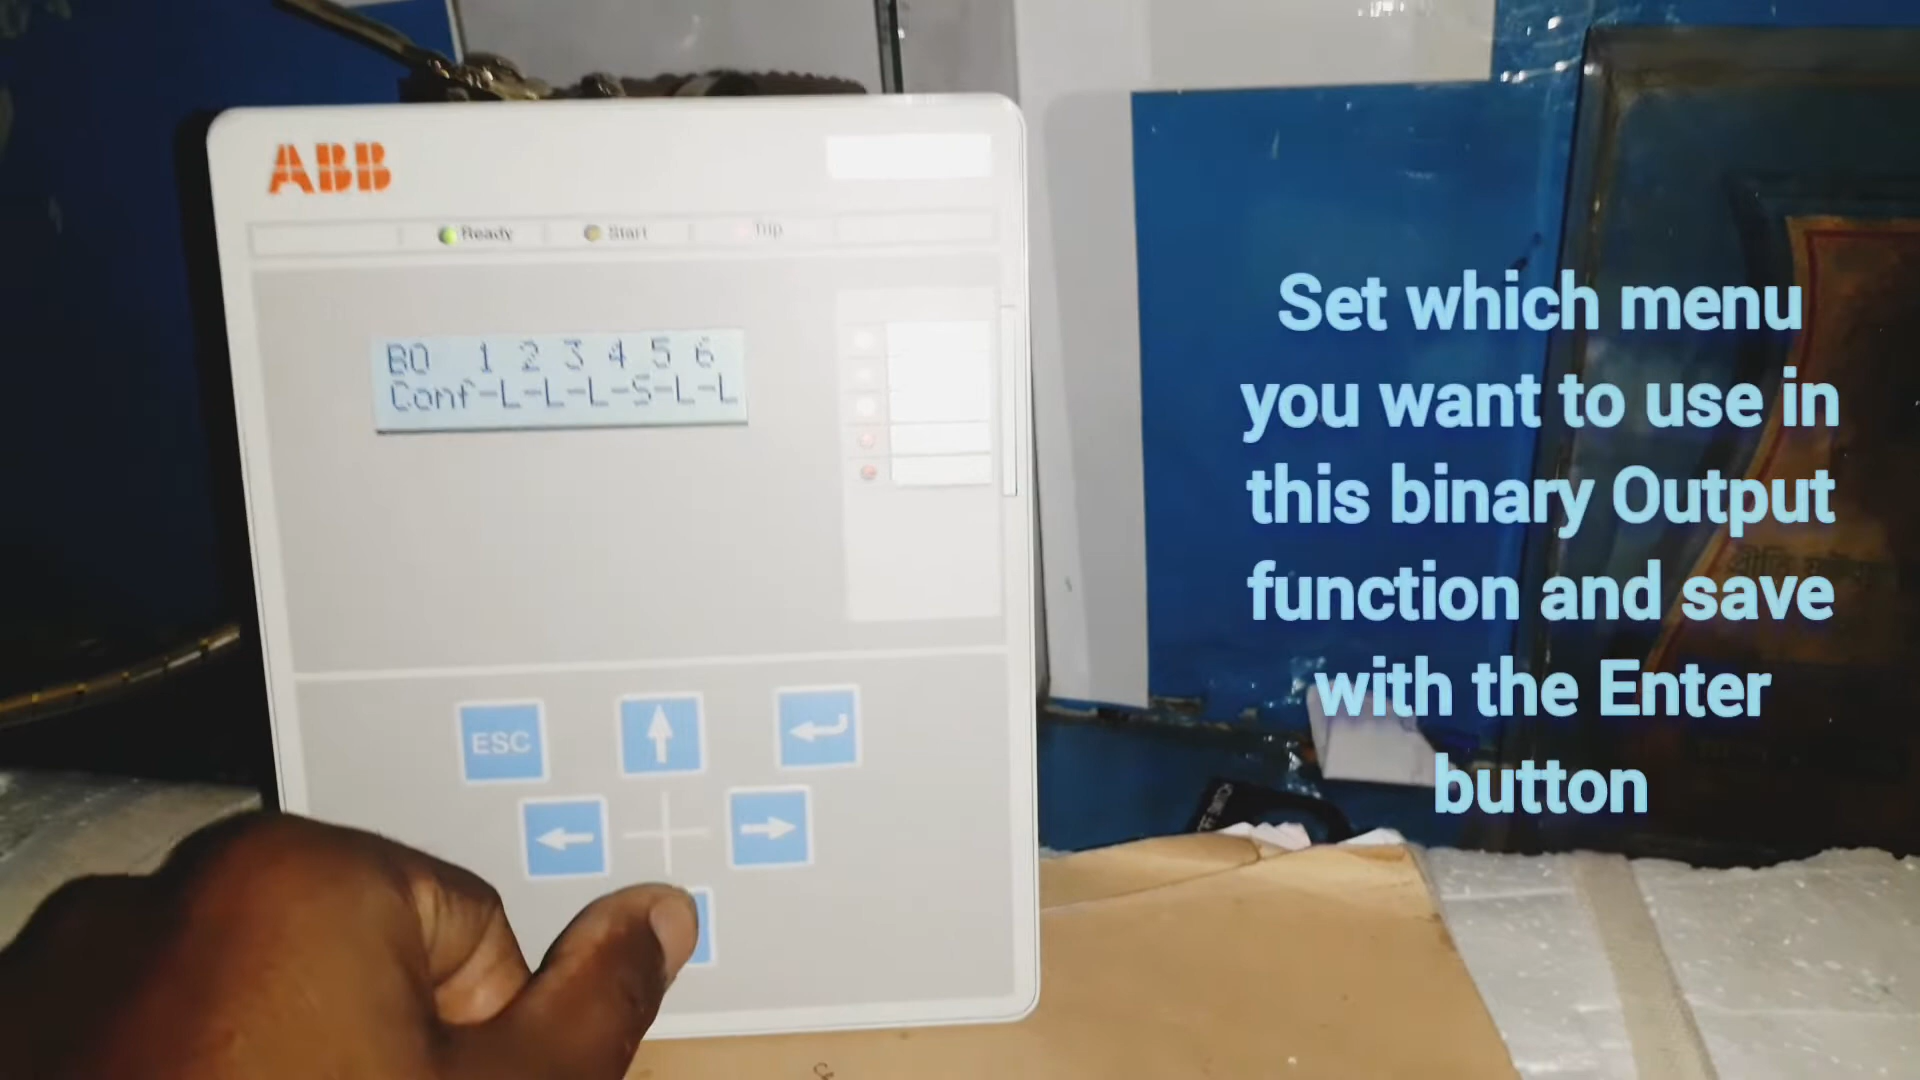 ABB
Ready Start Trip
BO 1 2 3 4 5 6
Conf-L-L-L-S-L-L
ESC
Set which menu
you want to use in
this binary Output
function and save
with the Enter
button